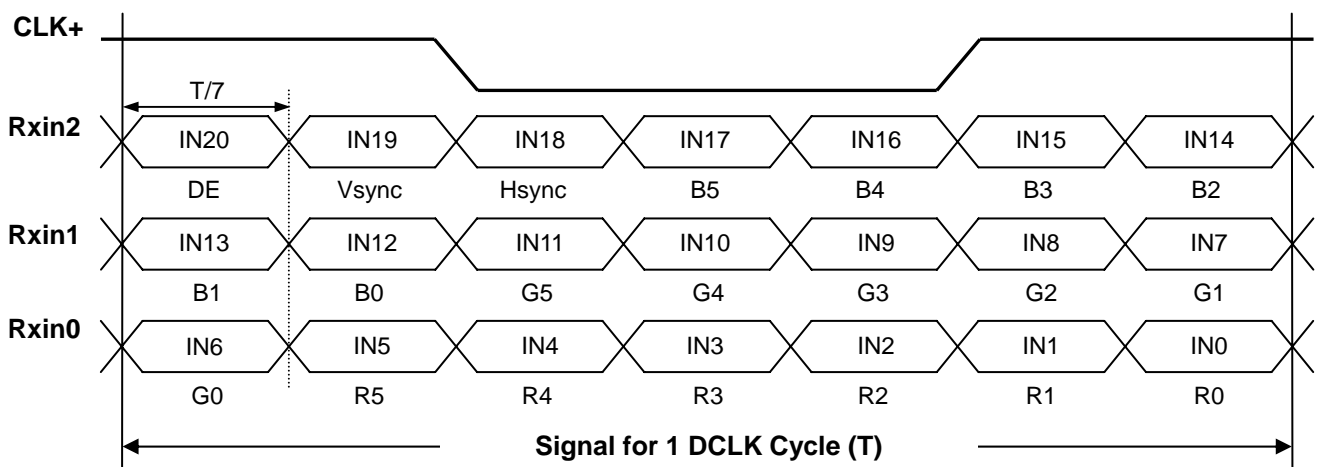 CLK+
T/7
Rxin2 IN20 IN19 IN18 IN17 IN16 IN15 IN14
DE Vsync Hsync B5 B4 B3 B2
Rxin1 IN13 IN12 IN11 IN10 IN9 IN8 IN7
B1 B0 G5 G4 G3 G2 G1
Rxin0 IN6 IN5 IN4 IN3 IN2 IN1 IN0
G0 R5 R4 R3 R2 R1 R0
Signal for 1 DCLK Cycle (T)